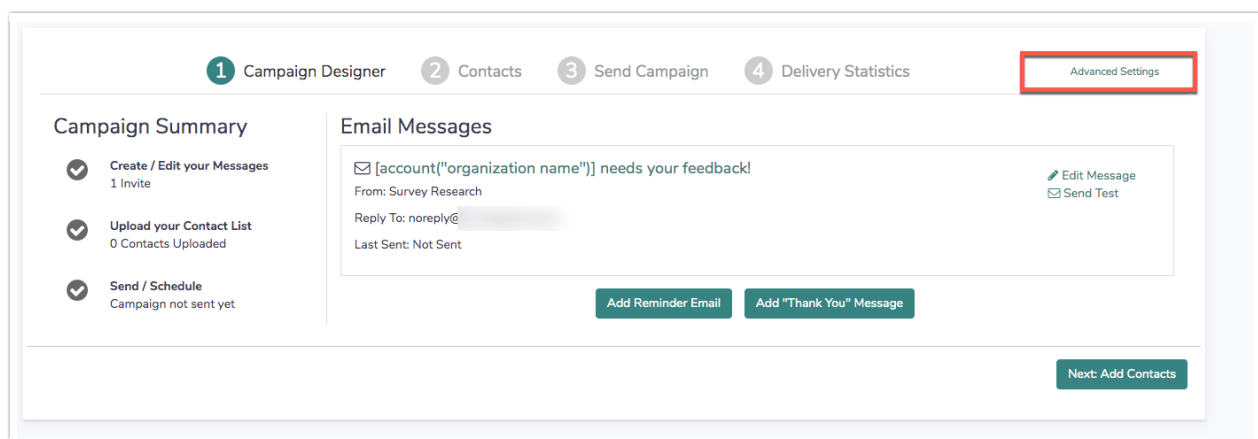 1 Campaign Designer 2 Contacts 3 Send Campaign 4 Delivery Statistics Advanced Settings
Campaign Summary
Create / Edit your Messages
1 Invite
Upload your Contact List
0 Contacts Uploaded
Send / Schedule
Campaign not sent yet
Email Messages
[account("organization name")] needs your feedback!
From: Survey Research
Reply To: noreply@
Last Sent: Not Sent
Edit Message
Send Test
Add Reminder Email Add "Thank You" Message
Next: Add Contacts